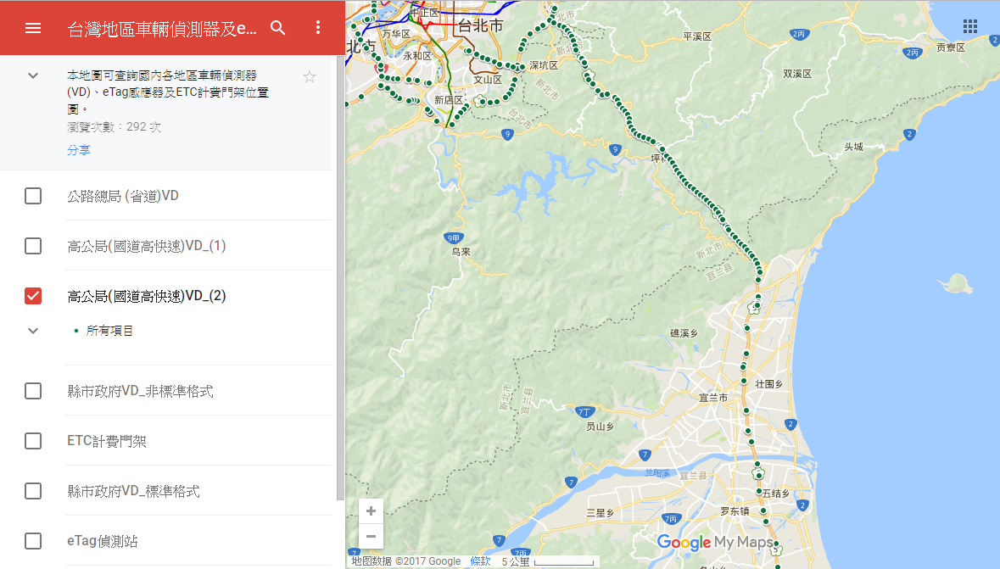 台灣地區車輛偵測器及e...
本地圖可查詢國內各地區車輛偵測器
(VD)、eTag感應器及ETC計費門架位置
圖。
瀏覽次數：292 次
分享
公路總局 (省道)VD
高公局(國道高快速)VD_(1)
高公局(國道高快速)VD_(2)
所有項目
縣市政府VD_非標準格式
ETC計費門架
縣市政府VD_標準格式
eTag偵測站
中正区
台北市
万华区
北市
永和区
文山区
深坑区
新北市
新店区
台北市
平溪区
2丙
2丙
贡寮区
2
双溪区
9
9
坪林
2
头城
9甲
乌来
新北市
宜兰县
5
礁溪乡
壮围乡
宜兰市
新北市
宜兰县
7丁
员山乡
2
7
兰阳溪
宜兰县
7
5
五结乡
2
三星乡
罗东镇
7丙
7
7丙
5
Google My Maps
地图数据 ©2017 Google
條款
5 公里